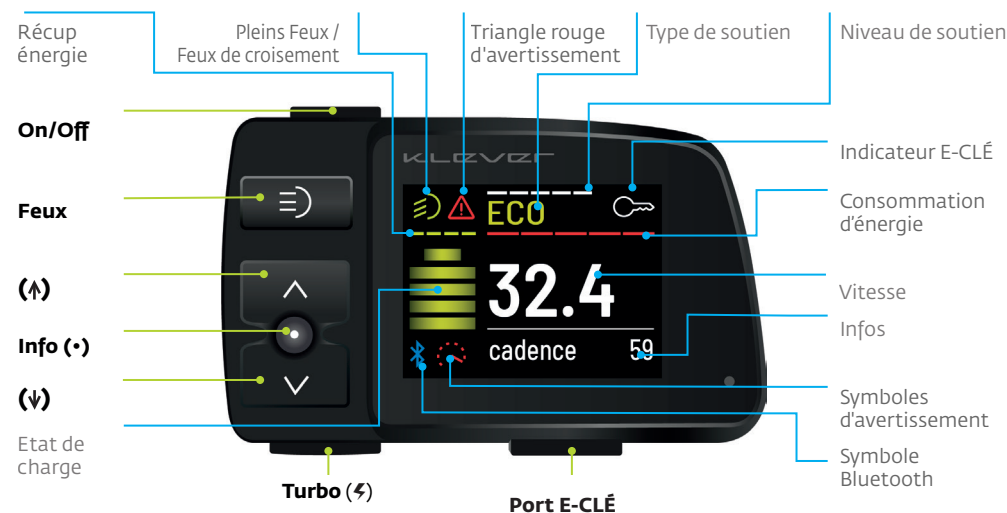 Récup
énergie
Pleins Feux /
Feux de croisement
Triangle rouge
d'avertissement
Type de soutien
Niveau de soutien
On/Off
Feux
(↑)
Info (•)
(↓)
Etat de
charge
KLEVER
ECO
32.4
cadence 59
Indicateur E-CLÉ
Consommation
d'énergie
Vitesse
Infos
Symboles
d'avertissement
Symbole
Bluetooth
Turbo (⚡)
Port E-CLÉ